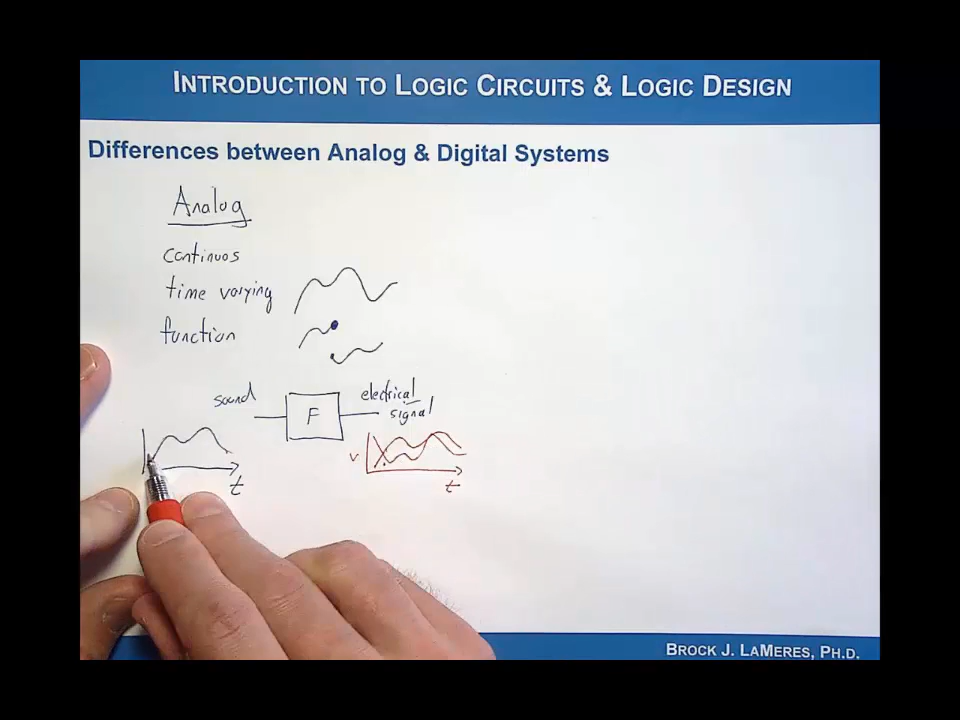 INTRODUCTION TO LOGIC CIRCUITS & LOGIC DESIGN
Differences between Analog & Digital Systems
Analog
continuos
time varying
function
sound
F
electrical
signal
v
t
t
BROCK J. LAMERES, PH.D.